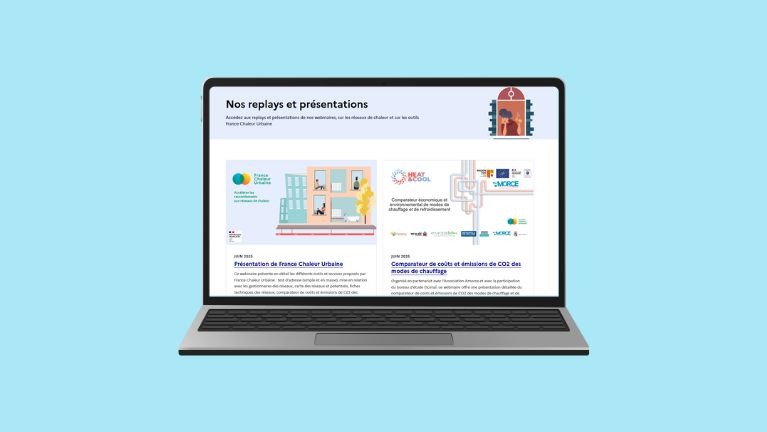 Nos replays et présentations
Accédez aux replays et présentations de nos webinaires, sur les réseaux de chaleur et sur les outils
France Chaleur Urbaine
France
Chaleur
Urbaine
Accélérer les
raccordements
aux réseaux de chaleur
HEAT
&COOL
Comparateur économique et
environnemental de modes de
chauffage et de refroidissement
JUIN 2025
Présentation de France Chaleur Urbaine
Ce webinaire présente en détail les différents outils et services proposés par
France Chaleur Urbaine : test d'adresse (simple et en masse), mise en relation
avec les gestionnaires des réseaux, carte des réseaux et potentiels, fiches
techniques des réseaux, comparateur de coûts et émissions de CO2 des
JUIN 2025
Comparateur de coûts et émissions de CO2 des
modes de chauffage
Organisé en partenariat avec l'Association Amorce et avec la participation
du bureau d'étude ce webinaire offre une présentation détaillée du
comparateur de coûts et émissions de CO2 des modes de chauffage et de